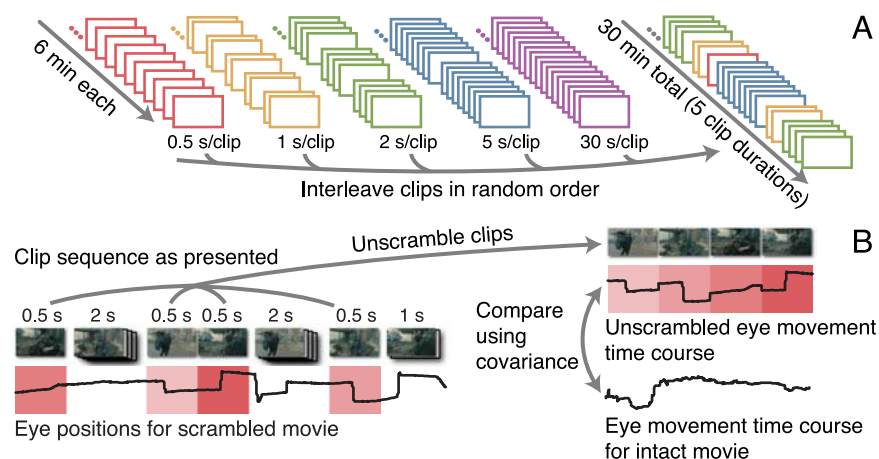 A
6 min each
0.5 s/clip 1 s/clip 2 s/clip 5 s/clip 30 s/clip
Interleave clips in random order
30 min total (5 clip durations)
B
Clip sequence as presented
Unscramble clips
0.5 s 2 s 0.5 s 0.5 s 2 s 0.5 s 1 s
Eye positions for scrambled movie
Compare
using
covariance
Unscrambled eye movement
time course
Eye movement time course
for intact movie